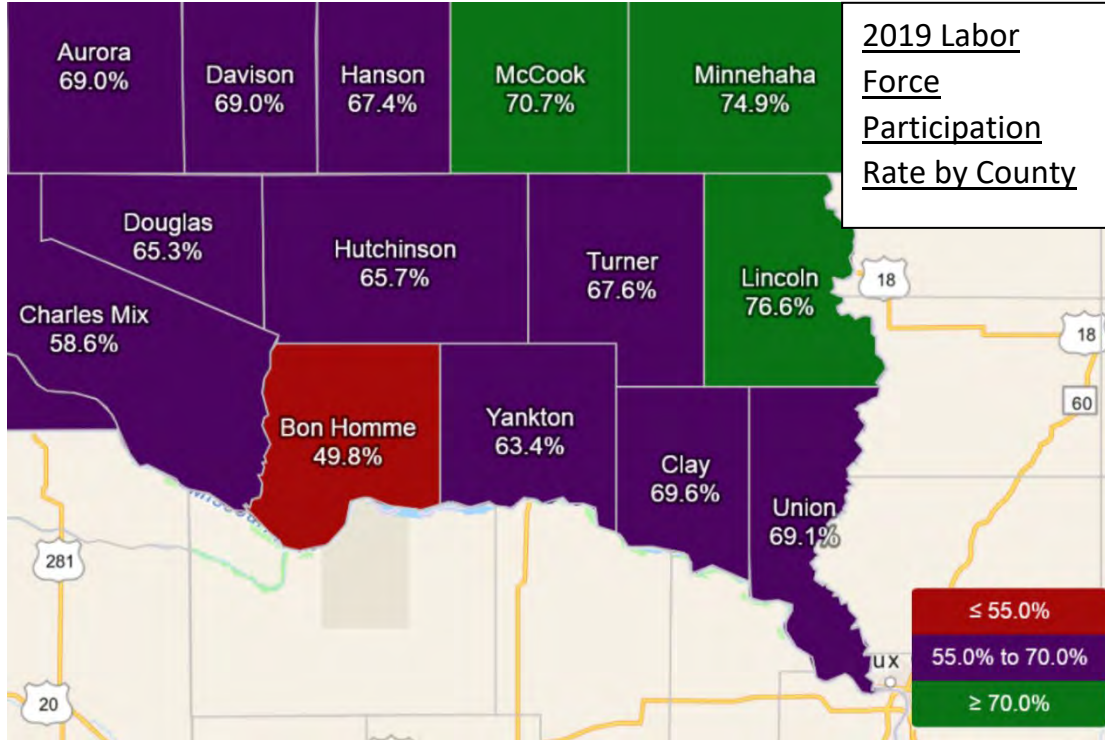 2019 Labor
Force
Participation
Rate by County
Aurora
69.0%
Davison
69.0%
Hanson
67.4%
McCook
70.7%
Minnehaha
74.9%
Douglas
65.3%
Hutchinson
65.7%
Turner
67.6%
Lincoln
76.6%
Charles Mix
58.6%
Bon Homme
49.8%
Yankton
63.4%
Clay
69.6%
Union
69.1%
18
18
60
281
20
ux
≤ 55.0%
55.0% to 70.0%
≥ 70.0%